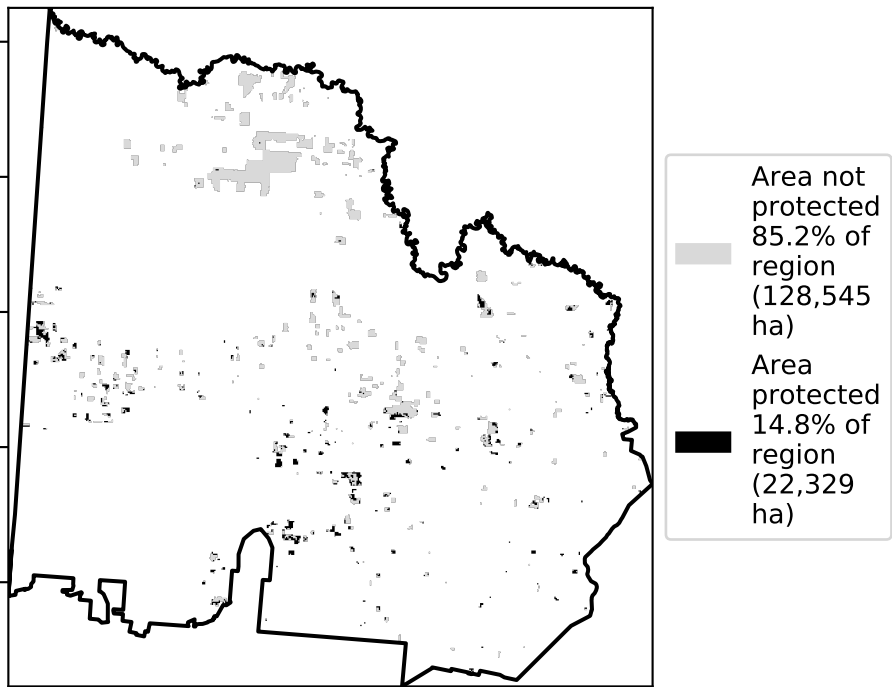 Area not
protected
85.2% of
region
(128,545
ha)
Area
protected
14.8% of
region
(22,329
ha)